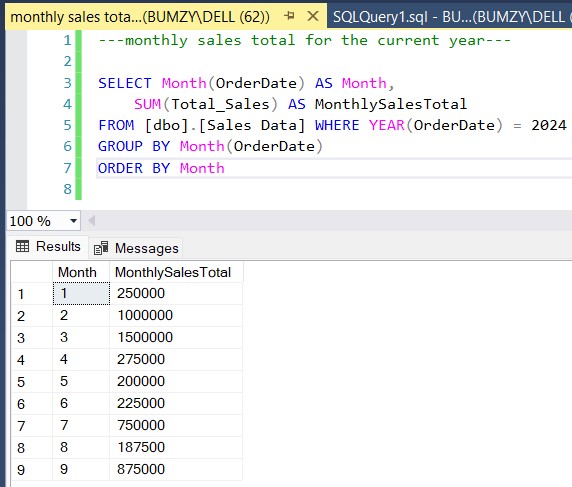 monthly sales tota...(BUMZY\DELL (62)) SQLQuery1.sql - BU...(BUMZY\DELL (
1 ---monthly sales total for the current year---
2
3 SELECT Month(OrderDate) AS Month,
4 SUM(Total_Sales) AS MonthlySalesTotal
5 FROM [dbo].[Sales Data] WHERE YEAR(OrderDate) = 2024
6 GROUP BY Month(OrderDate)
7 ORDER BY Month
8
100 %
Results Messages
Month MonthlySalesTotal
1 1 250000
2 2 1000000
3 3 1500000
4 4 275000
5 5 200000
6 6 225000
7 7 750000
8 8 187500
9 9 875000